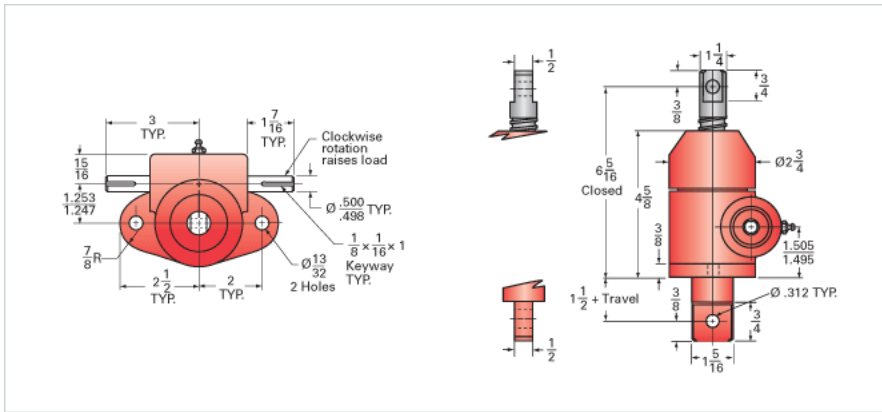 3
TYP.
1 7/16
TYP.
Clockwise
rotation
raises load
15/16
1.253
1.247
Ø .500
.498 TYP.
7/8 R
1/8 × 1/16 × 1
Keyway
TYP.
Ø 13/32
2 Holes
2 1/2
TYP.
2
TYP.
1/2
1 1/4
3/4
3/8
6 5/16
Closed
Ø2 3/4
4 5/8
3/8
1.505
1.495
1 1/2 + Travel
3/8
Ø .312 TYP.
3/4
1/2
1 5/16